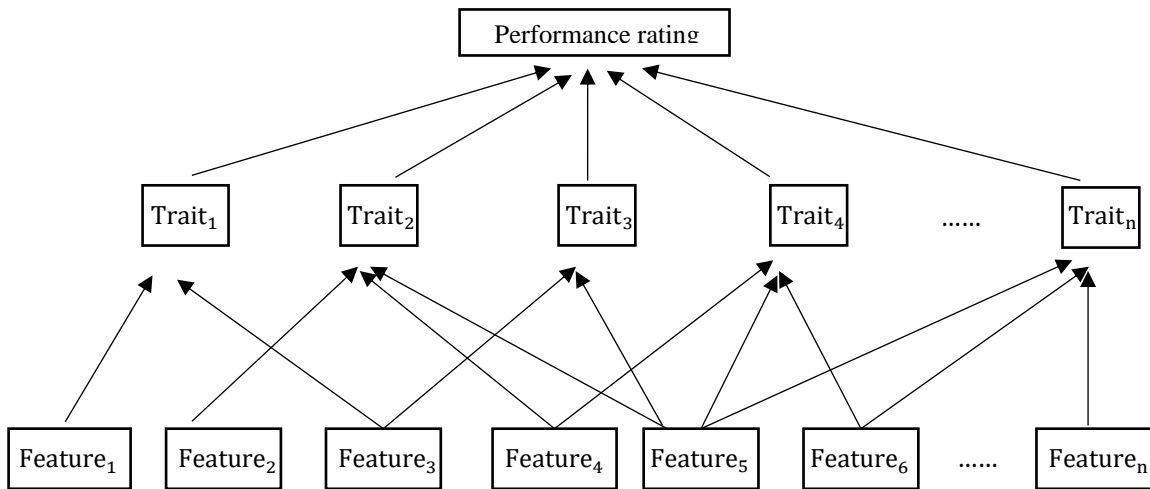 Performance rating
Trait₁ Trait₂ Trait₃ Trait₄ ...... Traitₙ
Feature₁ Feature₂ Feature₃ Feature₄ Feature₅ Feature₆ ...... Featureₙ